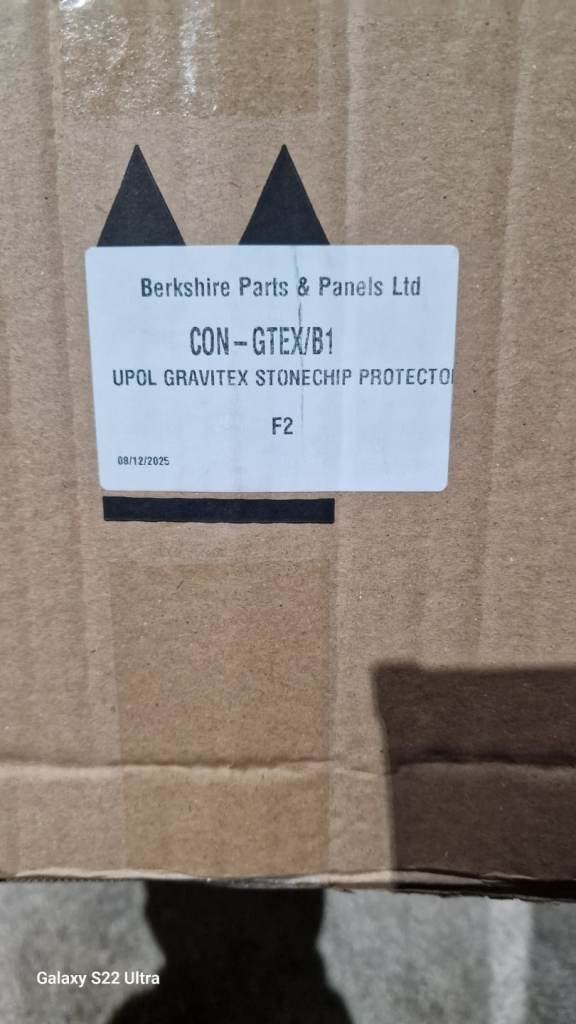 Berkshire Parts & Panels Ltd
CON-GTEX/B1
UPOL GRAVITEX STONECHIP PROTECTO
F2
08/12/2025
Galaxy S22 Ultra